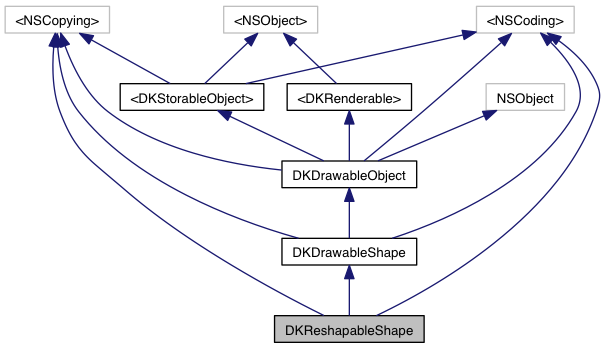 <NSCopying>
<NSObject>
<NSCoding>
<DKStorableObject>
<DKRenderable>
NSObject
DKDrawableObject
DKDrawableShape
DKReshapableShape